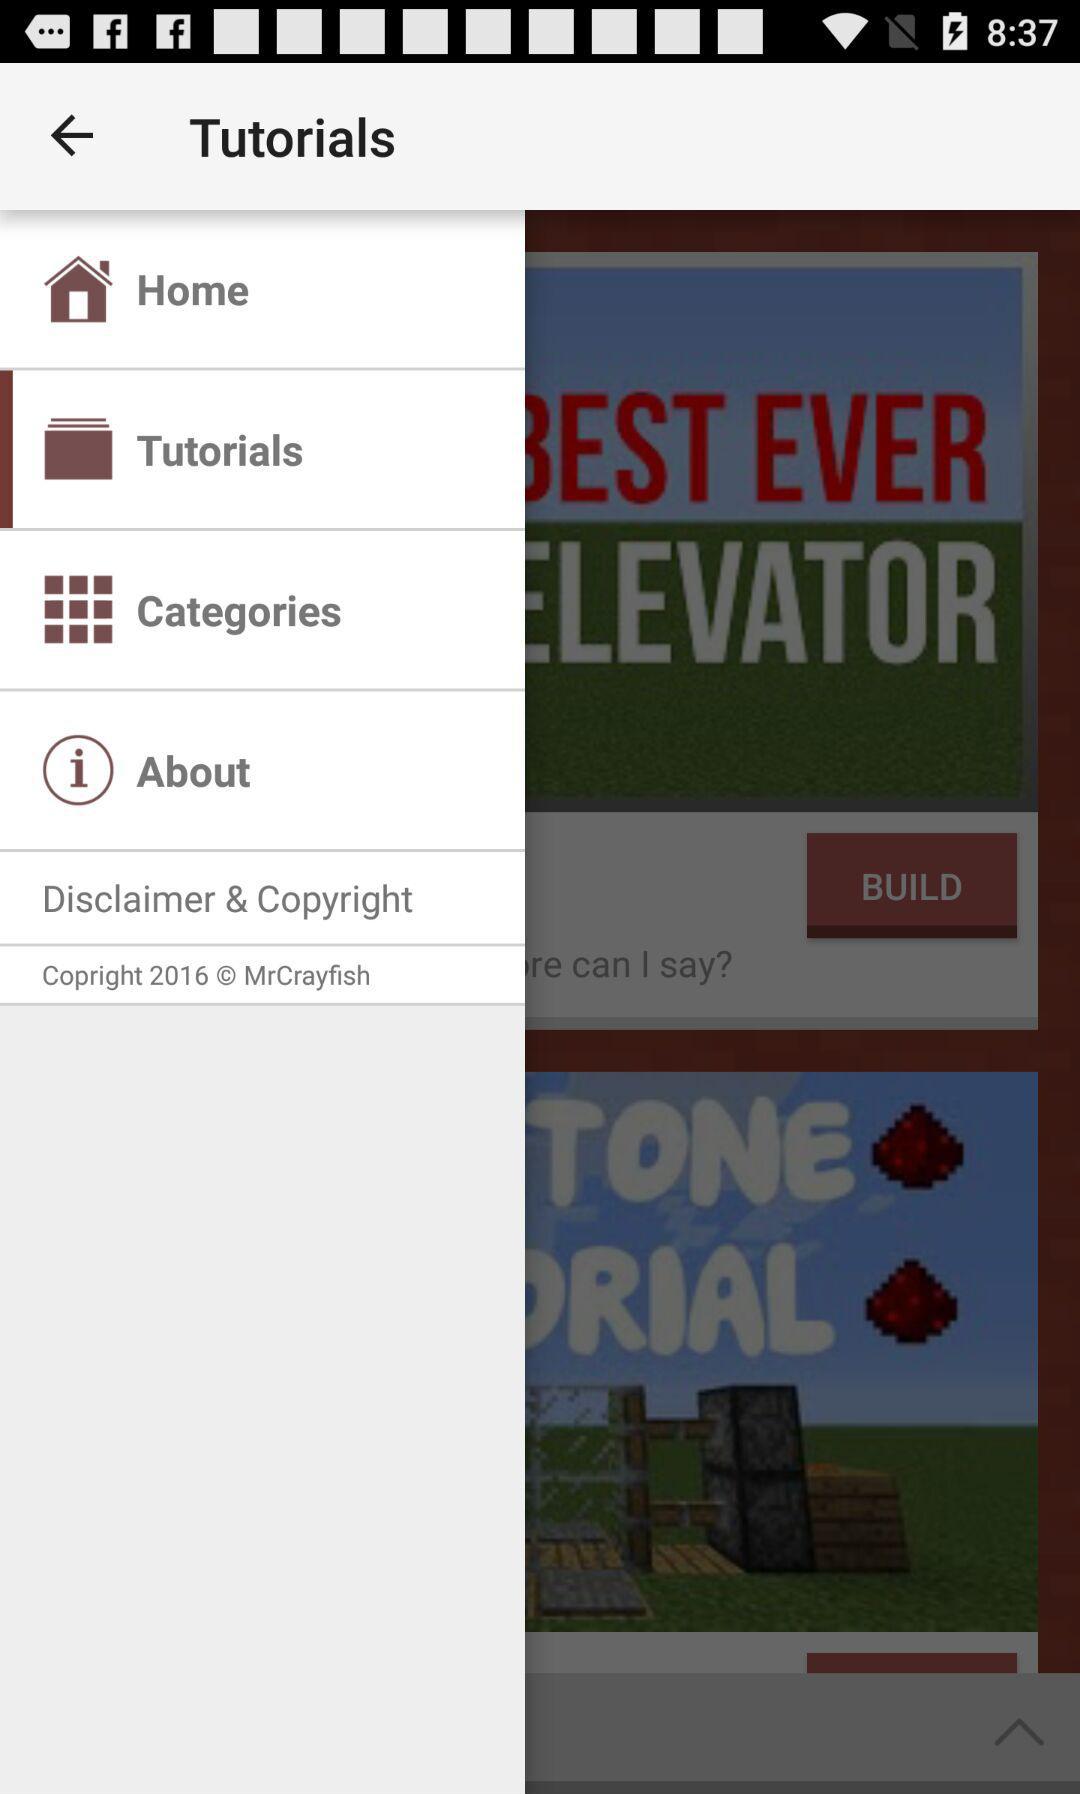 8:37
Tutorials
Home
Tutorials
Categories
About
Disclaimer & Copyright
Copright 2016 © MrCrayfish
BEST EVER
ELEVATOR
BUILD
can I say?
TONE
ORIAL